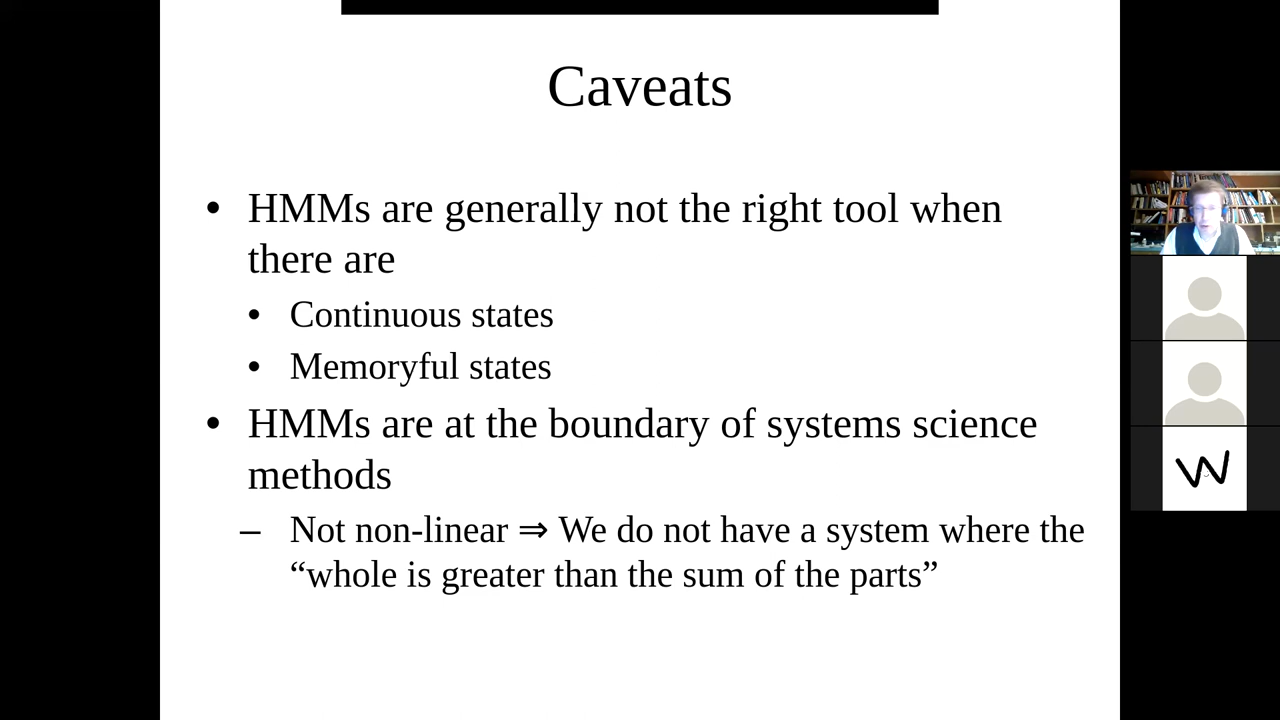 Caveats
• HMMs are generally not the right tool when
there are
• Continuous states
• Memoryful states
• HMMs are at the boundary of systems science
methods
– Not non-linear ⇒ We do not have a system where the
“whole is greater than the sum of the parts”
W